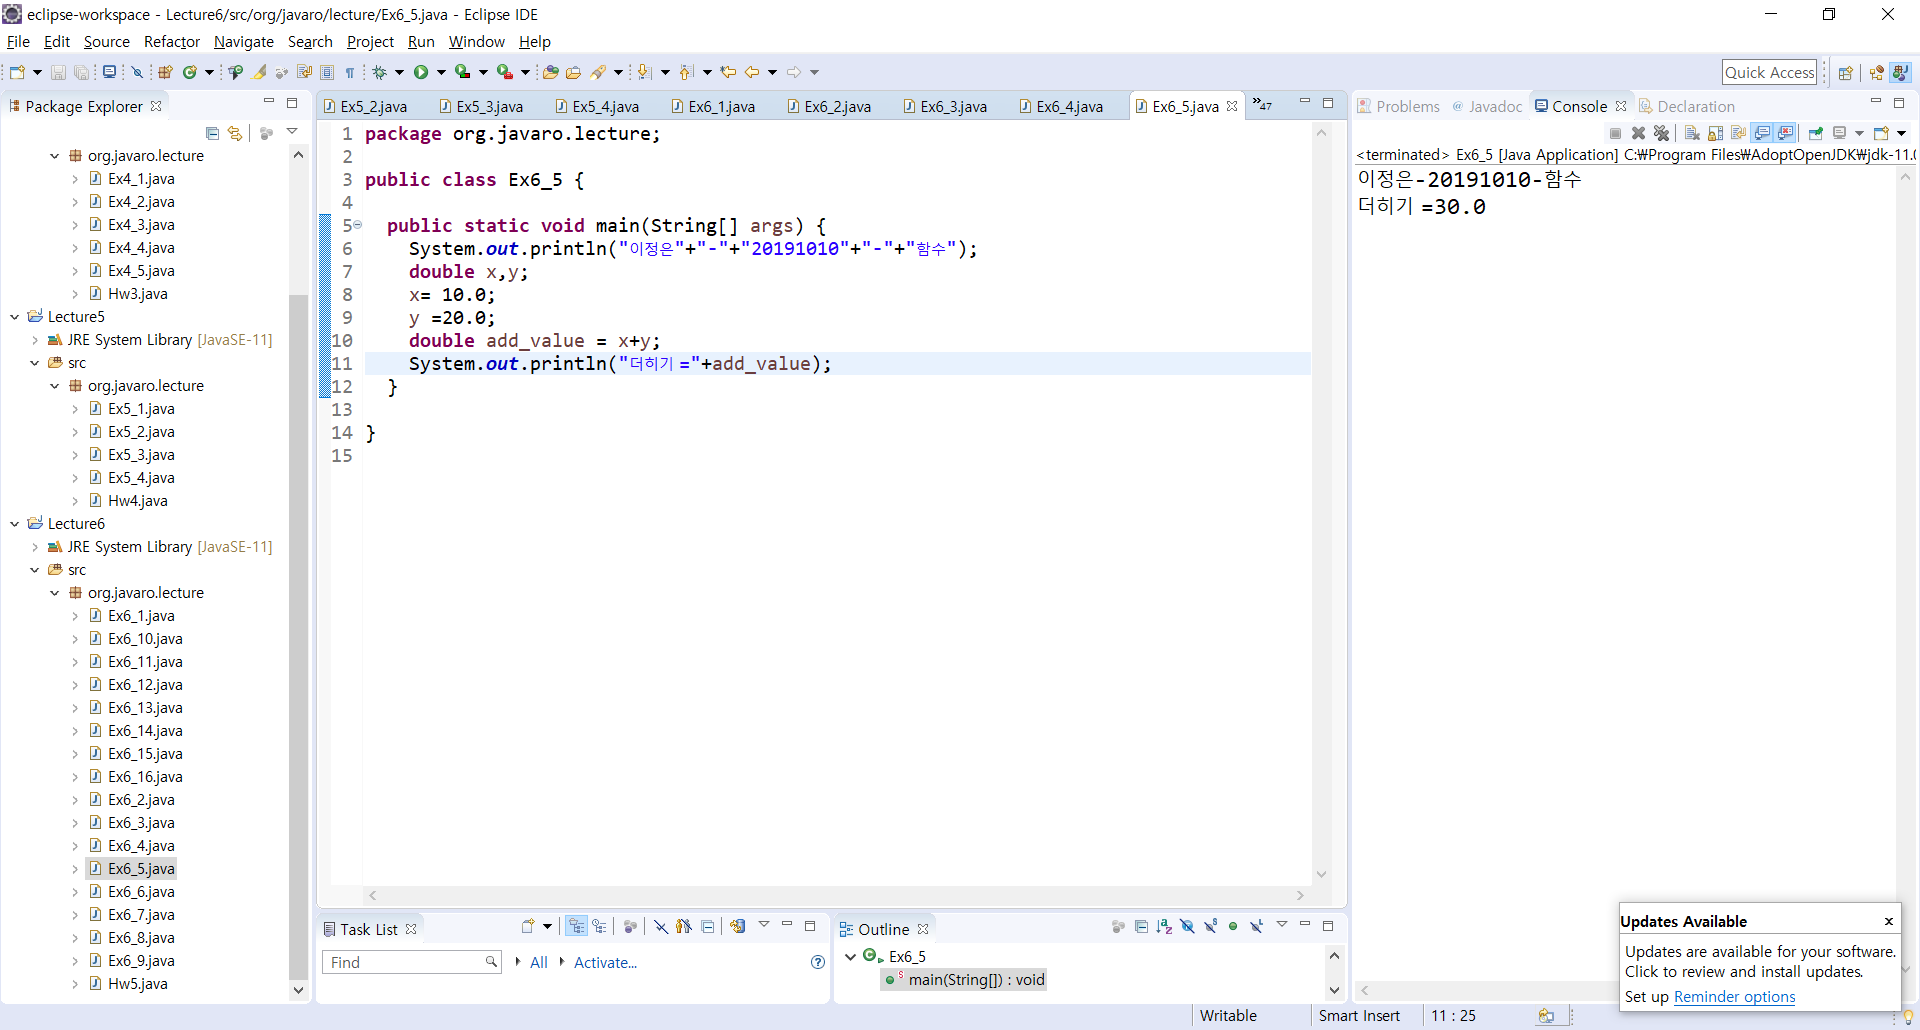 eclipse-workspace - Lecture6/src/org/javaro/lecture/Ex6_5.java - Eclipse IDE
File Edit Source Refactor Navigate Search Project Run Window Help
Quick Access
Package Explorer
org.javaro.lecture
Ex4_1.java
Ex4_2.java
Ex4_3.java
Ex4_4.java
Ex4_5.java
Hw3.java
Lecture5
JRE System Library [JavaSE-11]
src
org.javaro.lecture
Ex5_1.java
Ex5_2.java
Ex5_3.java
Ex5_4.java
Hw4.java
Lecture6
JRE System Library [JavaSE-11]
src
org.javaro.lecture
Ex6_1.java
Ex6_10.java
Ex6_11.java
Ex6_12.java
Ex6_13.java
Ex6_14.java
Ex6_15.java
Ex6_16.java
Ex6_2.java
Ex6_3.java
Ex6_4.java
Ex6_5.java
Ex6_6.java
Ex6_7.java
Ex6_8.java
Ex6_9.java
Hw5.java
Ex5_2.java Ex5_3.java Ex5_4.java Ex6_1.java Ex6_2.java Ex6_3.java Ex6_4.java Ex6_5.java »47
1 package org.javaro.lecture;
2
3 public class Ex6_5 {
4
5 public static void main(String[] args) {
6 System.out.println("이정은"+"-"+"20191010"+"-"+"함수");
7 double x,y;
8 x= 10.0;
9 y =20.0;
10 double add_value = x+y;
11 System.out.println("더히기 ="+add_value);
12 }
13
14 }
15
Task List
Find
All Activate...
Outline
Ex6_5
main(String[]) : void
Problems @ Javadoc Console Declaration
<terminated> Ex6_5 [Java Application] C:₩Program Files₩AdoptOpenJDK₩jdk-11.0
이정은-20191010-함수
더히기 =30.0
Updates Available x
Updates are available for your software.
Click to review and install updates.
Set up Reminder options
Writable Smart Insert 11 : 25